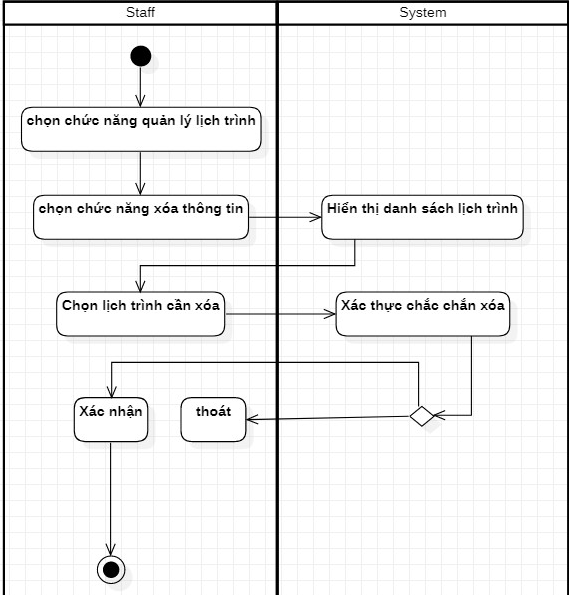 Staff
System
chọn chức năng quản lý lịch trình
chọn chức năng xóa thông tin
Hiển thị danh sách lịch trình
Chọn lịch trình cần xóa
Xác thực chắc chắn xóa
Xác nhận
thoát